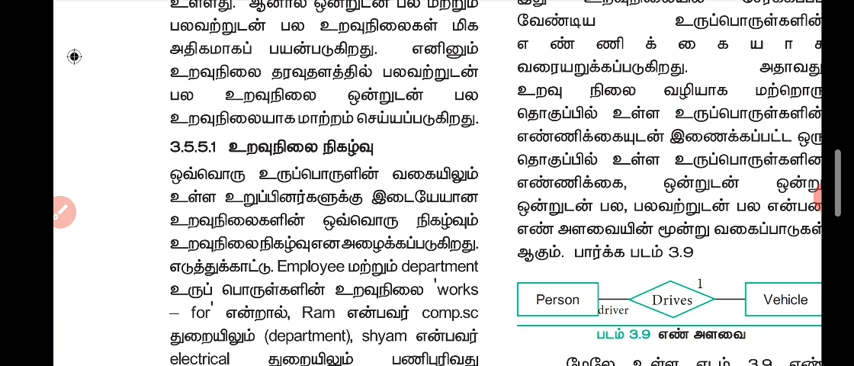 உள்ளது. ஆனால் ஒன்றுடன் பல மற்றும்
பலவற்றுடன் பல உறவுநிலைகள் மிக
அதிகமாகப் பயன்படுகிறது. எனினும்
உறவுநிலை தரவுதளத்தில் பலவற்றுடன்
பல உறவுநிலை ஒன்றுடன் பல
உறவுநிலையாக மாற்றம் செய்யப்படுகிறது.
3.5.5.1 உறவுநிலை நிகழ்வு
ஒவ்வொரு உருப்பொருளின் வகையிலும்
உள்ள உறுப்பினர்களுக்கு இடையேயான
உறவுநிலைகளின் ஒவ்வொரு நிகழ்வும்
உறவுநிலை நிகழ்வு என அழைக்கப்படுகிறது.
எடுத்துக்காட்டு. Employee மற்றும் department
உருப் பொருள்களின் உறவுநிலை 'works
– for' என்றால், Ram என்பவர் comp.sc
துறையிலும் (department), shyam என்பவர்
electrical துறையிலும் பணிபுரிவது
வேண்டிய உருப்பொருள்களின்
எ ண் ணி க் கை யா க
வரையறுக்கப்படுகிறது. அதாவது
உறவு நிலை வழியாக மற்றொரு
தொகுப்பில் உள்ள உருப்பொருள்களின்
எண்ணிக்கையுடன் இணைக்கப்பட்ட ஒரு
தொகுப்பில் உள்ள உருப்பொருள்களின்
எண்ணிக்கை, ஒன்றுடன் ஒன்று
ஒன்றுடன் பல, பலவற்றுடன் பல என்பன
எண் அளவையின் மூன்று வகைப்பாடுகள்
ஆகும். பார்க்க படம் 3.9
1
Person Drives Vehicle
driver
படம் 3.9 எண் அளவை
மேலே உள்ள படம் 3.9 எண்